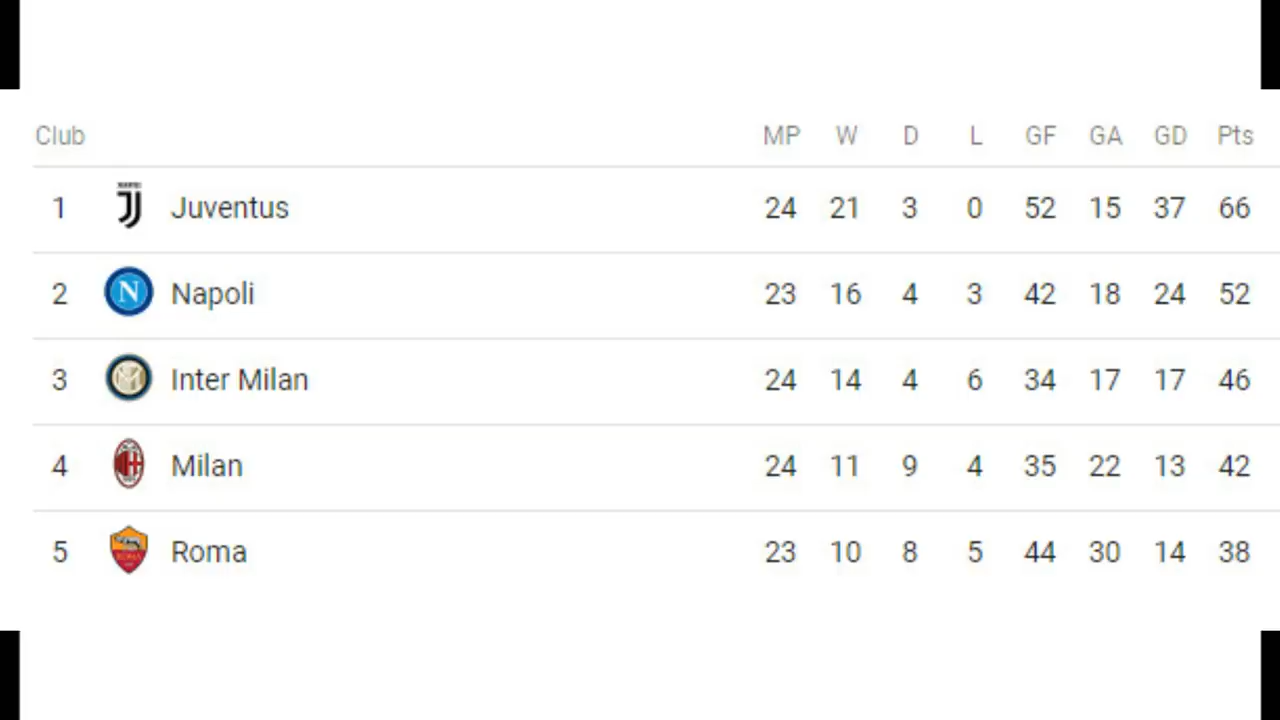 Club MP W D L GF GA GD Pts
1 Juventus 24 21 3 0 52 15 37 66
2 N Napoli 23 16 4 3 42 18 24 52
3 Inter Milan 24 14 4 6 34 17 17 46
4 Milan 24 11 9 4 35 22 13 42
5 Roma 23 10 8 5 44 30 14 38